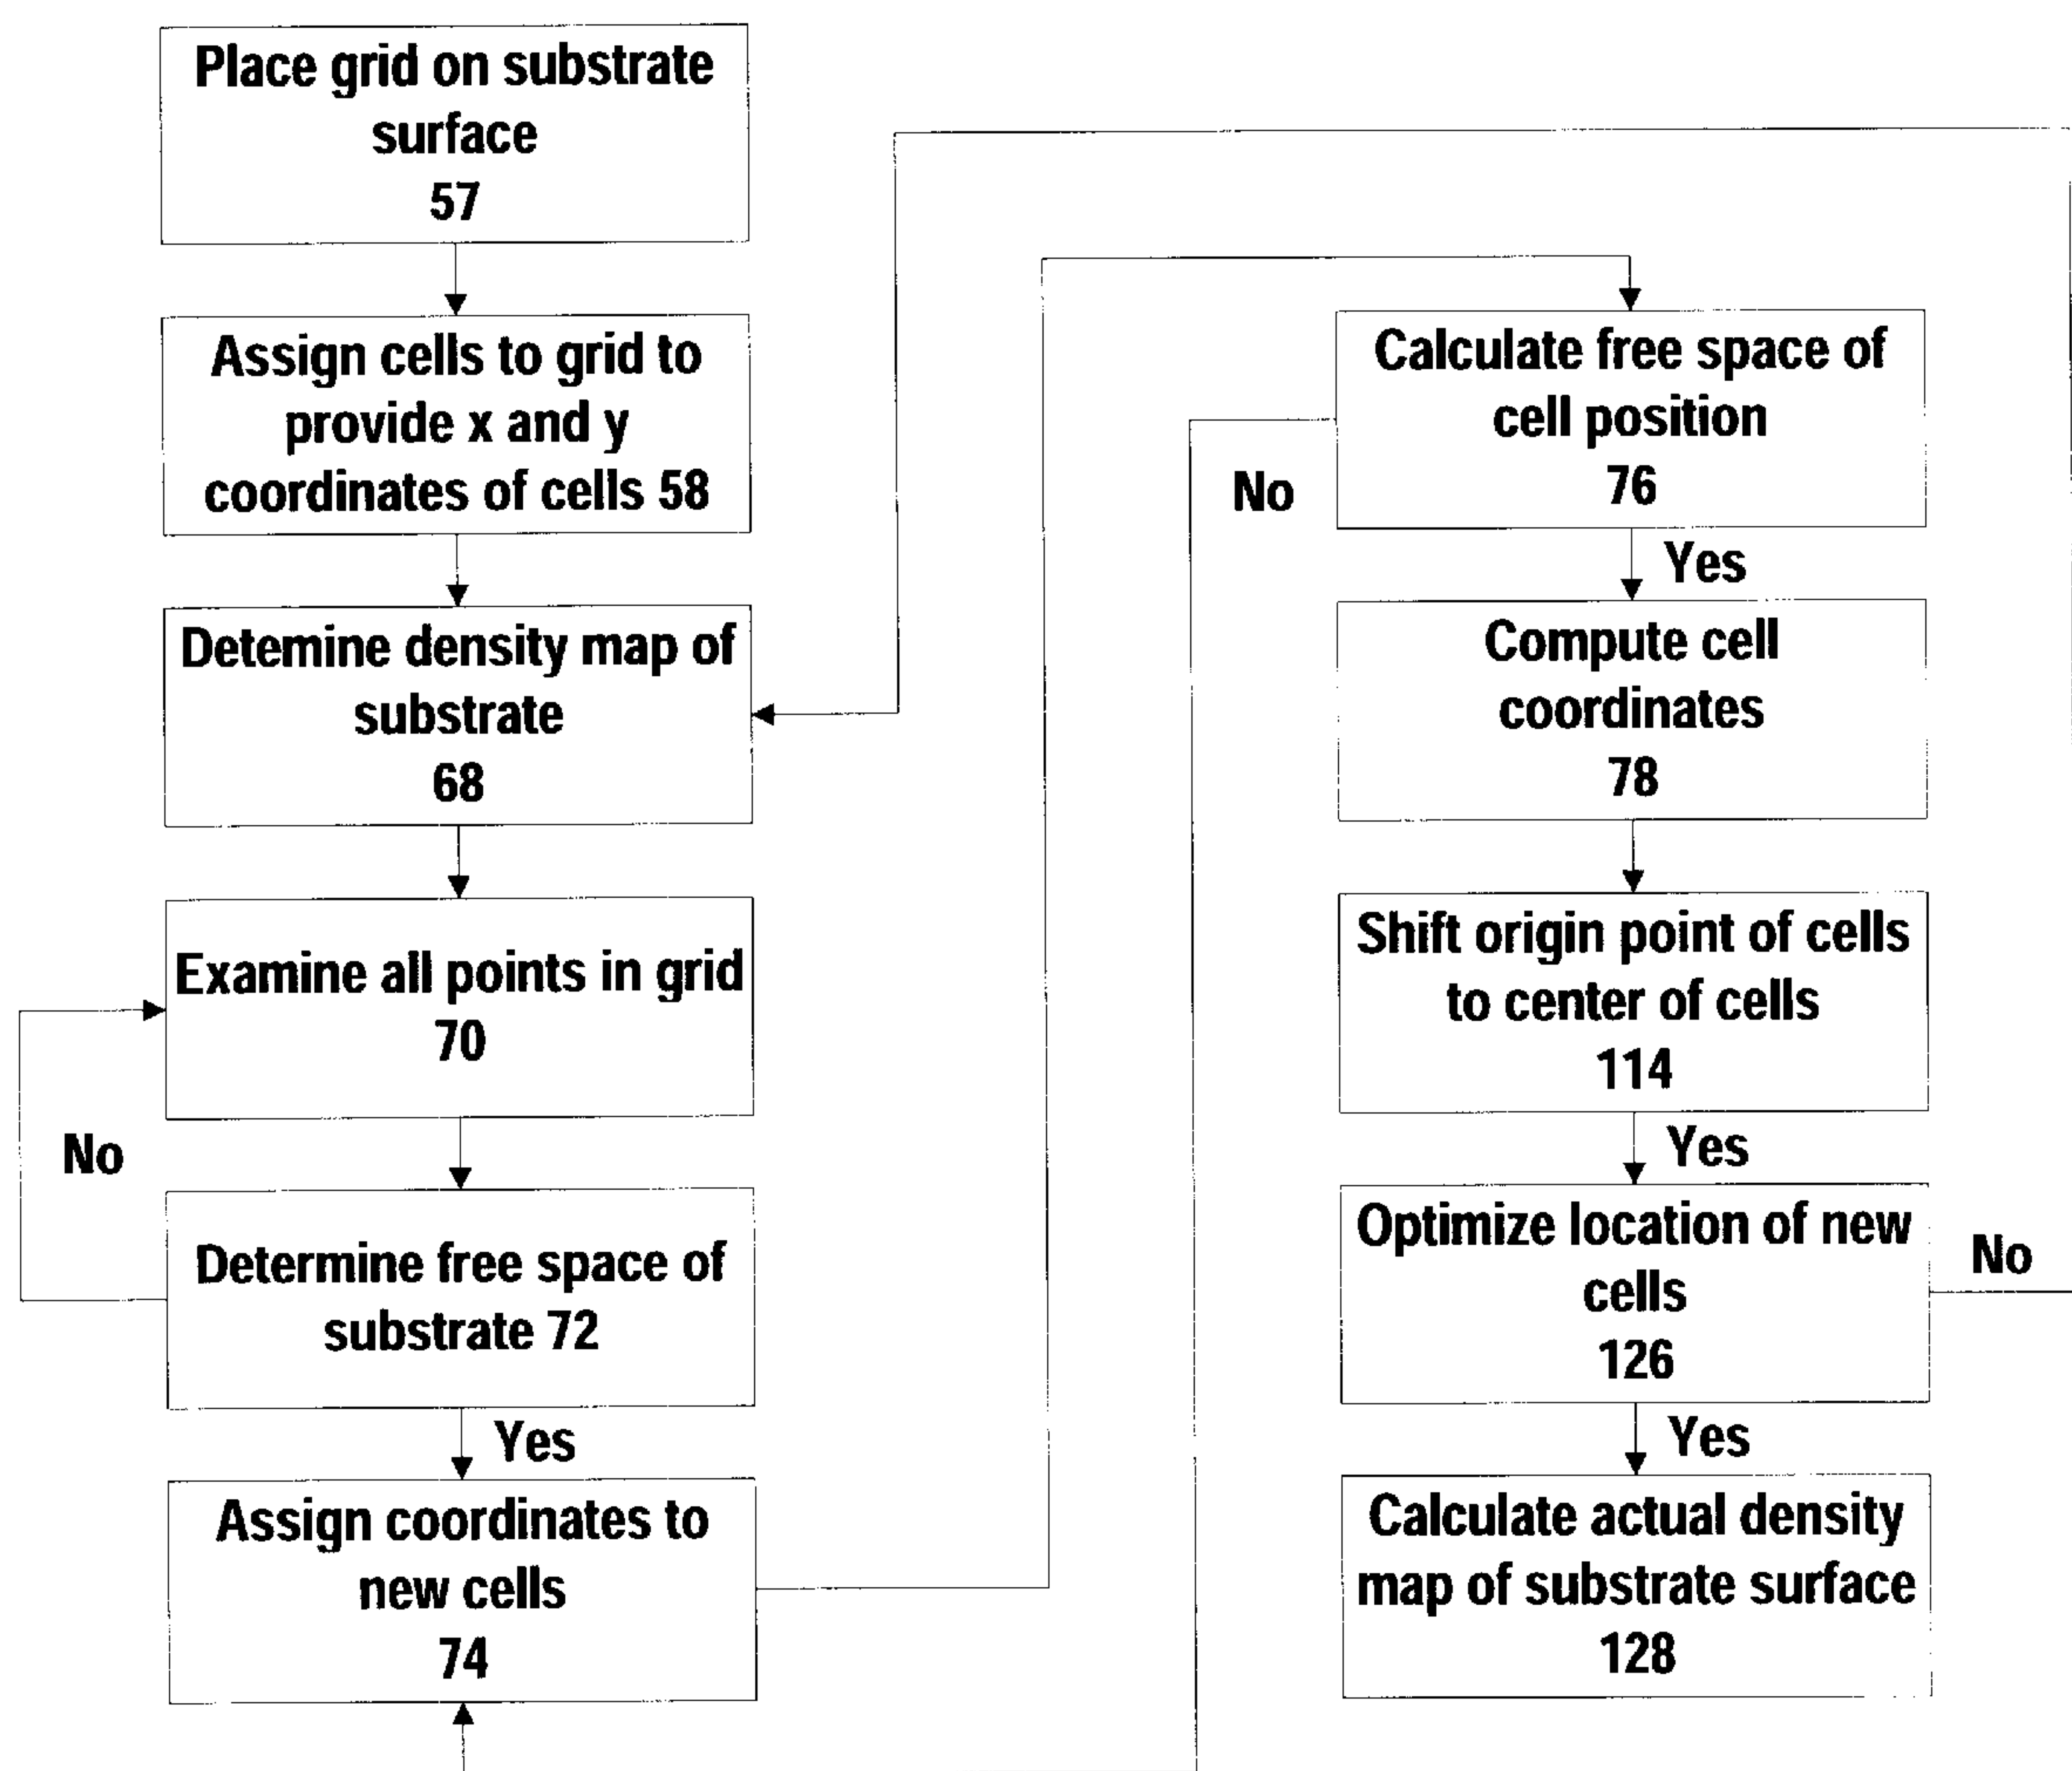 Place grid on substrate
surface
57
Assign cells to grid to
provide x and y
coordinates of cells 58
Detemine density map of
substrate
68
Examine all points in grid
70
No
Determine free space of
substrate 72
Yes
Assign coordinates to
new cells
74
Calculate free space of
cell position
76
No
Yes
Compute cell
coordinates
78
Shift origin point of cells
to center of cells
114
Yes
Optimize location of new
cells
126
No
Yes
Calculate actual density
map of substrate surface
128